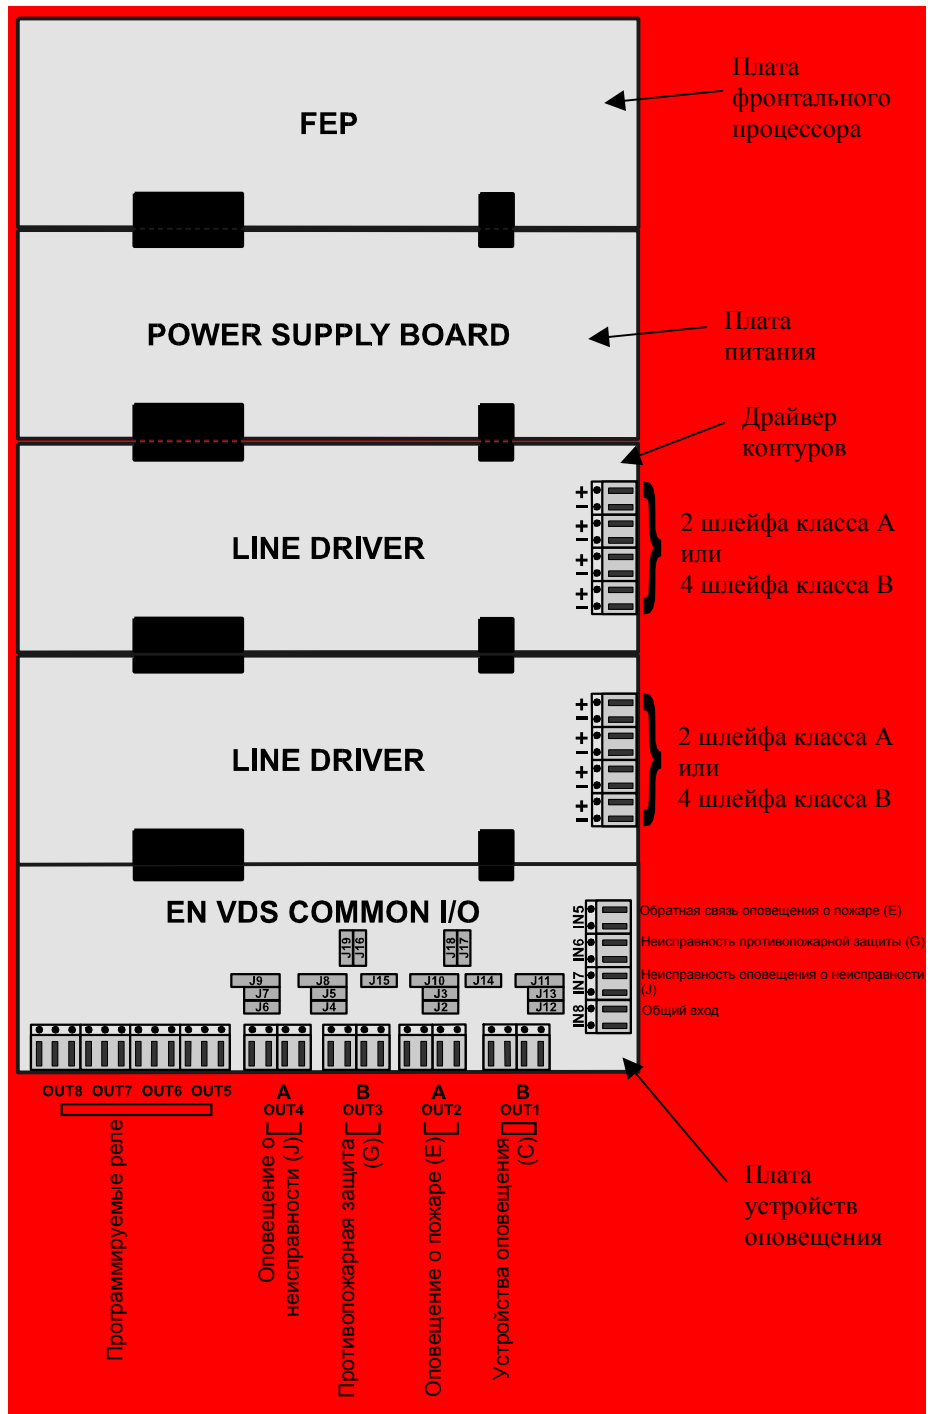 FEP
Плата
фронтального
процессора
POWER SUPPLY BOARD
Плата
питания
Драйвер
контуров
LINE DRIVER
+
−
+
−
+
−
+
−
2 шлейфа класса А
или
4 шлейфа класса В
LINE DRIVER
+
−
+
−
+
−
+
−
2 шлейфа класса А
или
4 шлейфа класса В
EN VDS COMMON I/O
IN5
Обратная связь оповещения о пожаре (E)
IN6
Неисправность противопожарной защиты (G)
IN7
Неисправность оповещения о неисправности
(J)
IN8
Общий вход
J19
J16
J18
J17
J9
J8
J15
J10
J14
J11
J7
J5
J3
J13
J6
J4
J2
J12
OUT8 OUT7 OUT6 OUT5
A
OUT4
B
OUT3
A
OUT2
B
OUT1
Программируемые реле
Оповещение о
неисправности (J)
Противопожарная защита
(G)
Оповещение о пожаре (E)
Устройства оповещения
(C)
Плата
устройств
оповещения